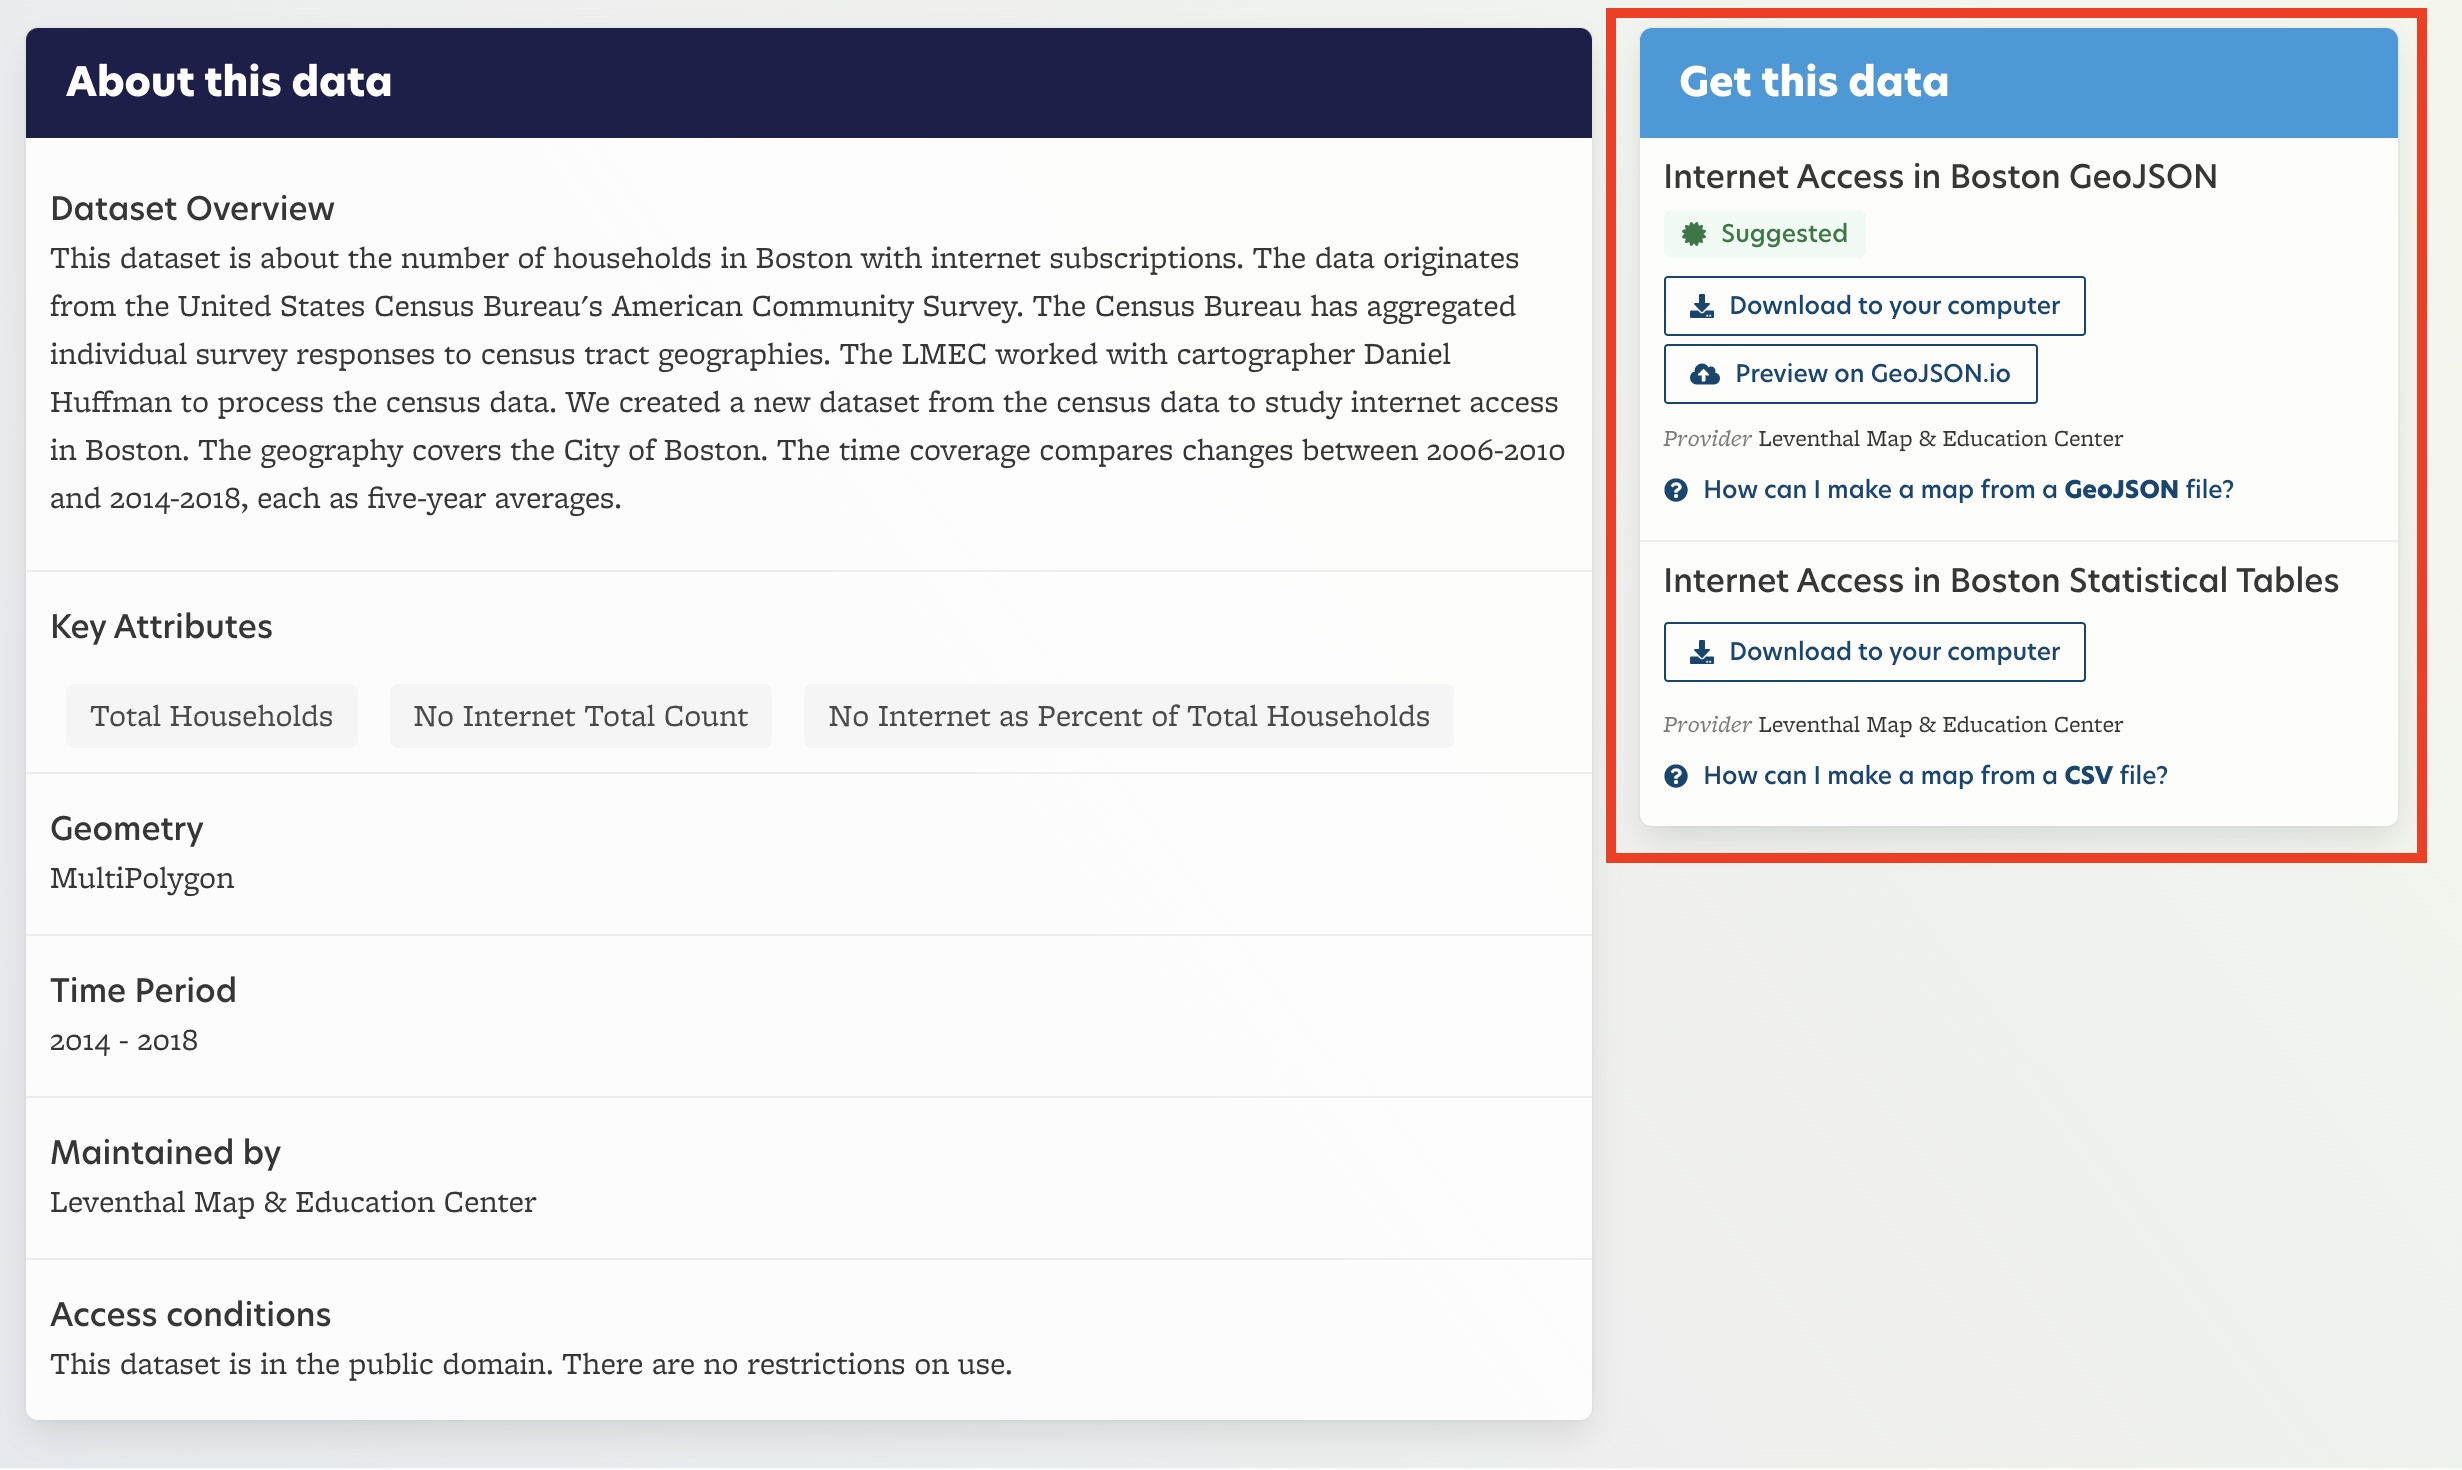 About this data
Dataset Overview
This dataset is about the number of households in Boston with internet subscriptions. The data originates
from the United States Census Bureau's American Community Survey. The Census Bureau has aggregated
individual survey responses to census tract geographies. The LMEC worked with cartographer Daniel
Huffman to process the census data. We created a new dataset from the census data to study internet access
in Boston. The geography covers the City of Boston. The time coverage compares changes between 2006-2010
and 2014-2018, each as five-year averages.
Key Attributes
Total Households
No Internet Total Count
No Internet as Percent of Total Households
Geometry
MultiPolygon
Time Period
2014 - 2018
Maintained by
Leventhal Map & Education Center
Access conditions
This dataset is in the public domain. There are no restrictions on use.
Get this data
Internet Access in Boston GeoJSON
Suggested
Download to your computer
Preview on GeoJSON.io
Provider Leventhal Map & Education Center
How can I make a map from a GeoJSON file?
Internet Access in Boston Statistical Tables
Download to your computer
Provider Leventhal Map & Education Center
How can I make a map from a CSV file?